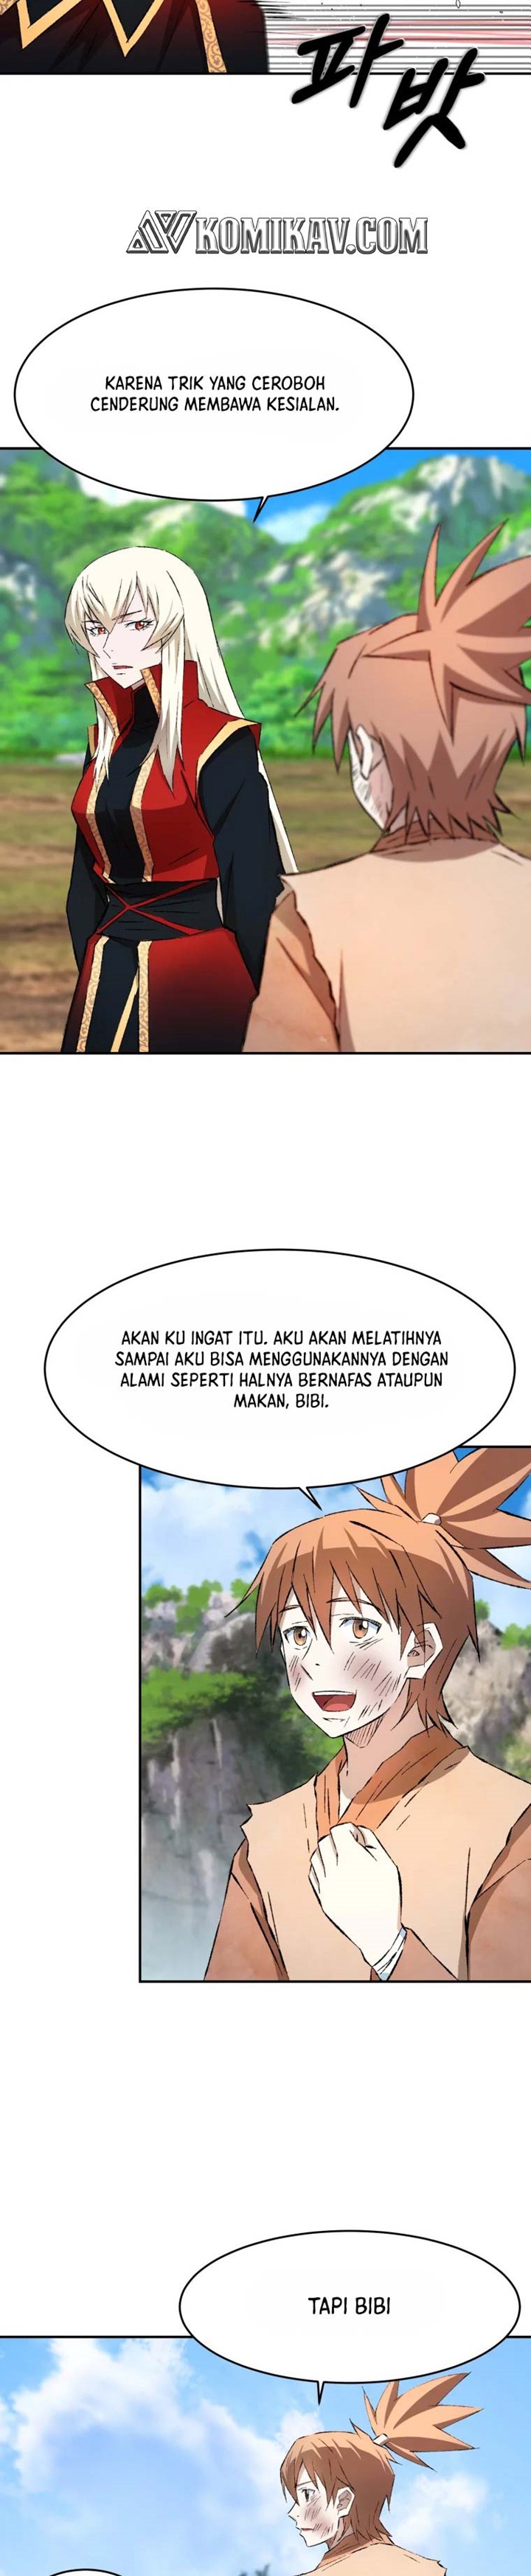 파밧
KOMIKAV.COM
KARENA TRIK YANG CEROBOH
CENDERUNG MEMBAWA KESIALAN.
AKAN KU INGAT ITU. AKU AKAN MELATIHNYA
SAMPAI AKU BISA MENGGUNAKANNYA DENGAN
ALAMI SEPERTI HALNYA BERNAFAS ATAUPUN
MAKAN, BIBI.
TAPI BIBI